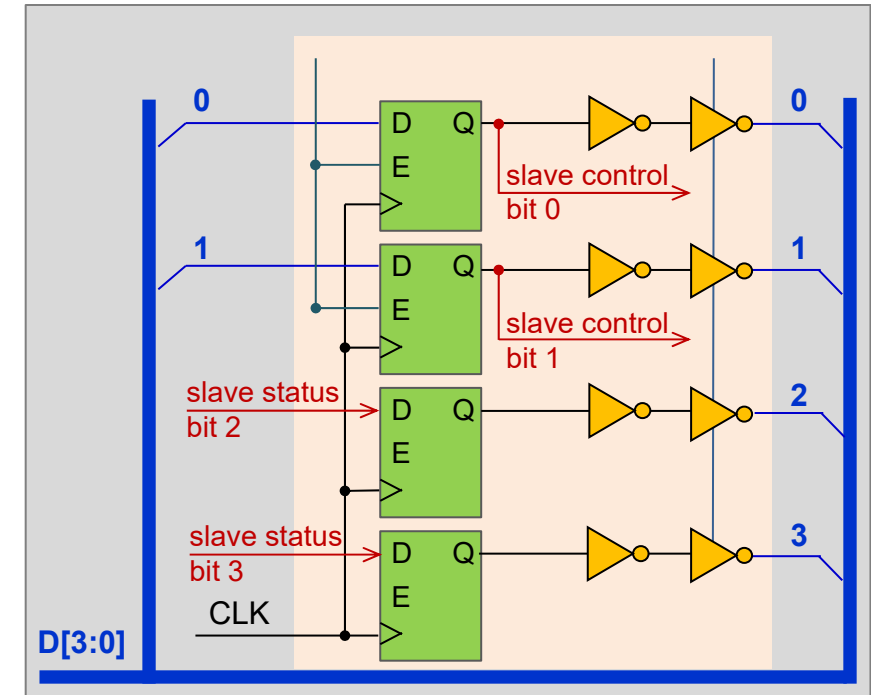 0
0
D Q
E
slave control
bit 0
1
1
D Q
E
slave control
bit 1
slave status
bit 2
D Q
E
2
slave status
bit 3
D Q
E
3
CLK
D[3:0]